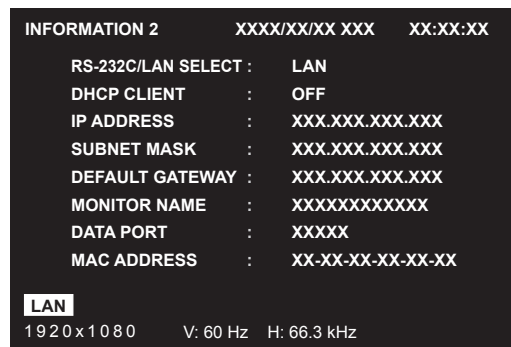 INFORMATION 2 XXXX/XX/XX XXX XX:XX:XX
RS-232C/LAN SELECT : LAN
DHCP CLIENT : OFF
IP ADDRESS : XXX.XXX.XXX.XXX
SUBNET MASK : XXX.XXX.XXX.XXX
DEFAULT GATEWAY : XXX.XXX.XXX.XXX
MONITOR NAME : XXXXXXXXXXXX
DATA PORT : XXXXX
MAC ADDRESS : XX-XX-XX-XX-XX-XX
LAN
1920x1080 V: 60 Hz H: 66.3 kHz